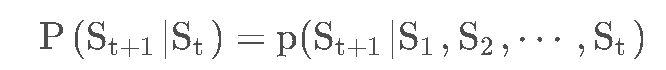 P(S_{t+1}|S_t) = p(S_{t+1}|S_1, S_2, ⋯, S_t)